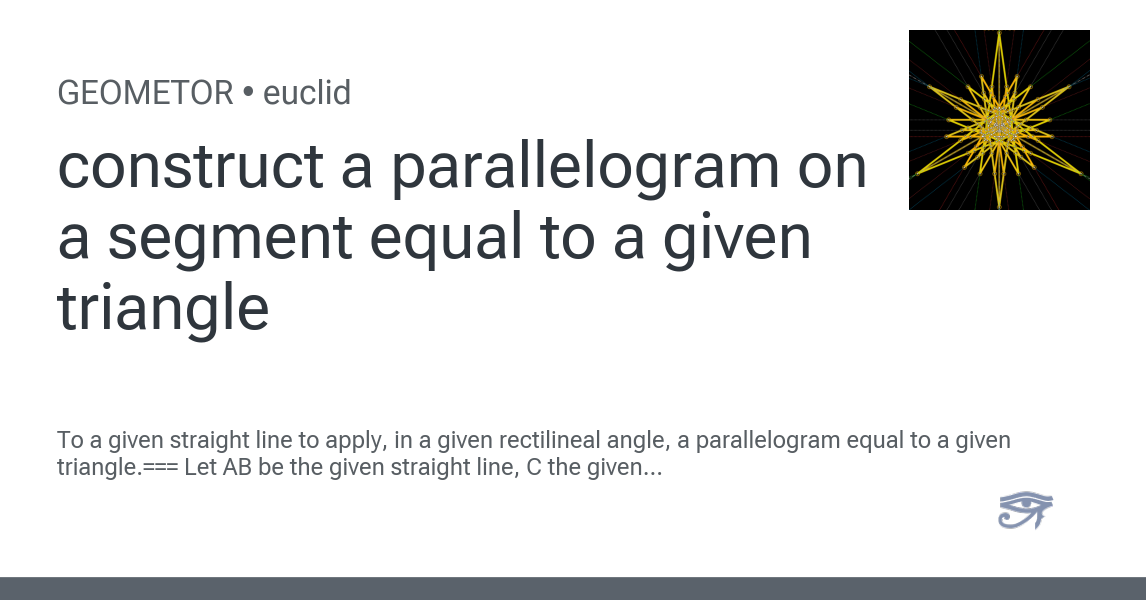 GEOMETOR • euclid
construct a parallelogram on
a segment equal to a given
triangle
To a given straight line to apply, in a given rectilineal angle, a parallelogram equal to a given
triangle.=== Let AB be the given straight line, C the given...